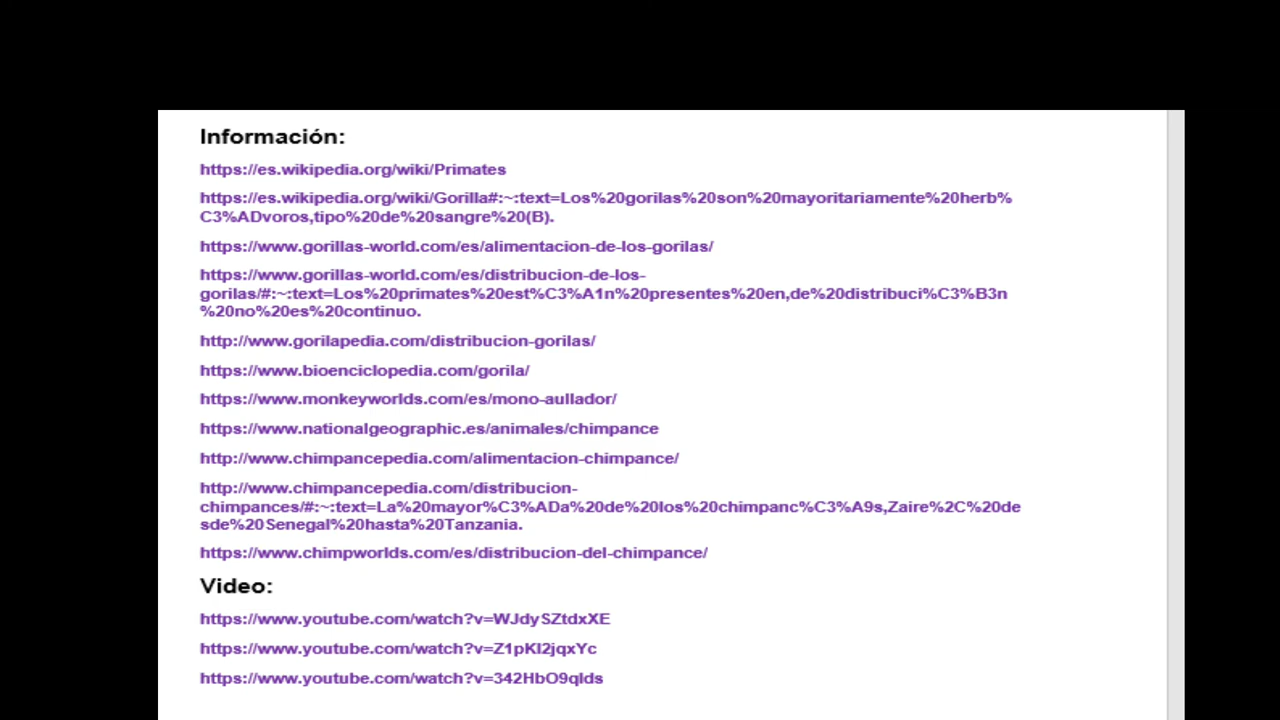 Información:
https://es.wikipedia.org/wiki/Primates
https://es.wikipedia.org/wiki/Gorilla#:~:text=Los%20gorilas%20son%20mayoritariamente%20herb%
C3%ADvoros,tipo%20de%20sangre%20(B).
https://www.gorillas-world.com/es/alimentacion-de-los-gorilas/
https://www.gorillas-world.com/es/distribucion-de-los-
gorilas/#:~:text=Los%20primates%20est%C3%A1n%20presentes%20en,de%20distribuci%C3%B3n
%20no%20es%20continuo.
http://www.gorilapedia.com/distribucion-gorilas/
https://www.bioenciclopedia.com/gorila/
https://www.monkeyworlds.com/es/mono-aullador/
https://www.nationalgeographic.es/animales/chimpance
http://www.chimpancepedia.com/alimentacion-chimpance/
http://www.chimpancepedia.com/distribucion-
chimpances/#:~:text=La%20mayor%C3%ADa%20de%20los%20chimpanc%C3%A9s,Zaire%2C%20de
sde%20Senegal%20hasta%20Tanzania.
https://www.chimpworlds.com/es/distribucion-del-chimpance/
Video:
https://www.youtube.com/watch?v=WJdySZtdxXE
https://www.youtube.com/watch?v=Z1pKI2jqxYc
https://www.youtube.com/watch?v=342HbO9qIds